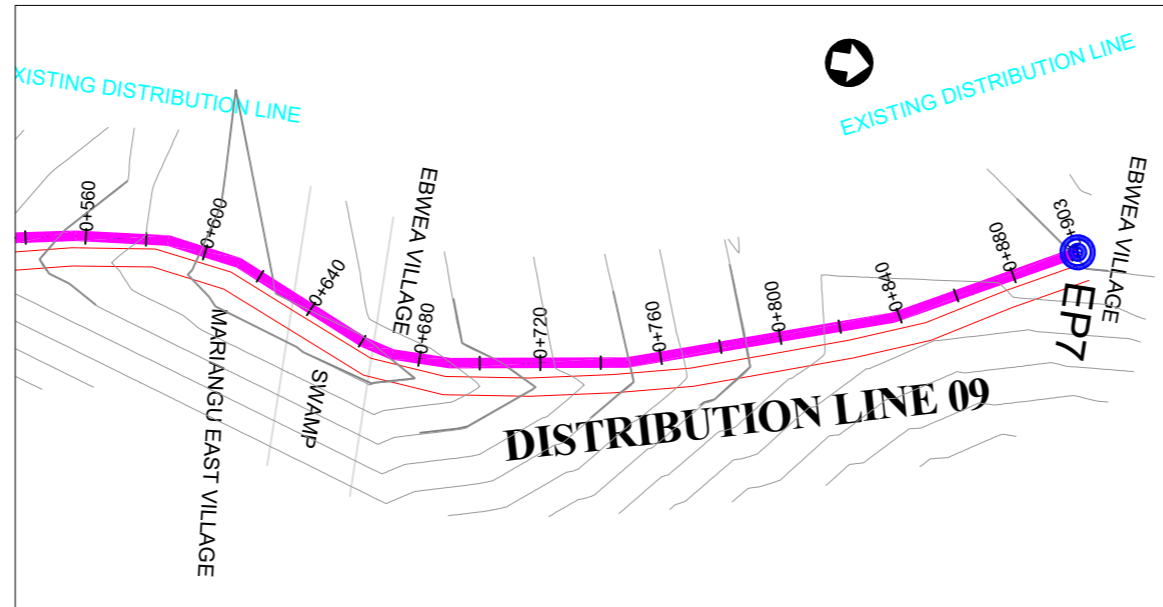 XISTING DISTRIBUTION LINE
EXISTING DISTRIBUTION LINE
0+560
0+600
0+640
0+680
0+720
0+760
0+800
0+840
0+880
0+903
MARIANGU EAST VILLAGE
SWAMP
EBWEA VILLAGE
EBWEA VILLAGE
EP7
DISTRIBUTION LINE 09